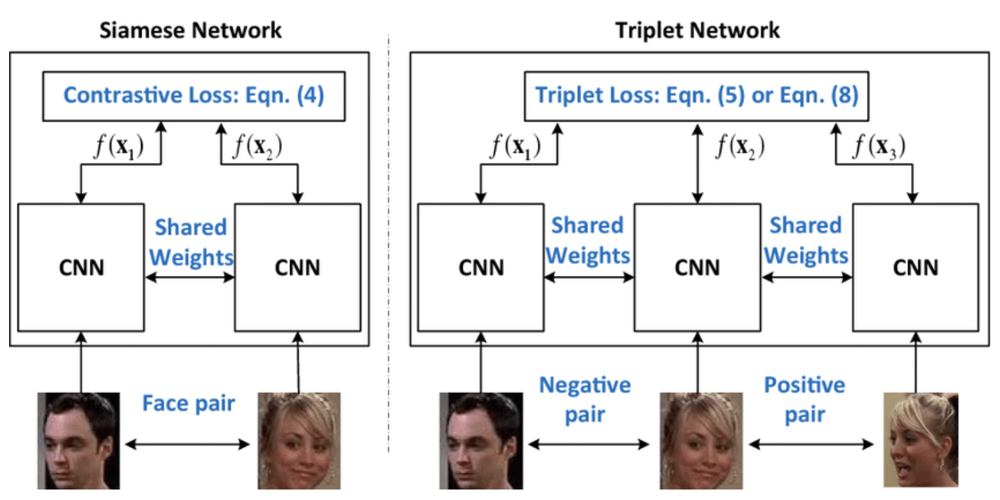 Siamese Network
Contrastive Loss: Eqn. (4)
f(x₁)
f(x₂)
Shared
Weights
CNN
CNN
Face pair
Triplet Network
Triplet Loss: Eqn. (5) or Eqn. (8)
f(x₁)
f(x₂)
f(x₃)
Shared
Weights
Shared
Weights
CNN
CNN
CNN
Negative
pair
Positive
pair